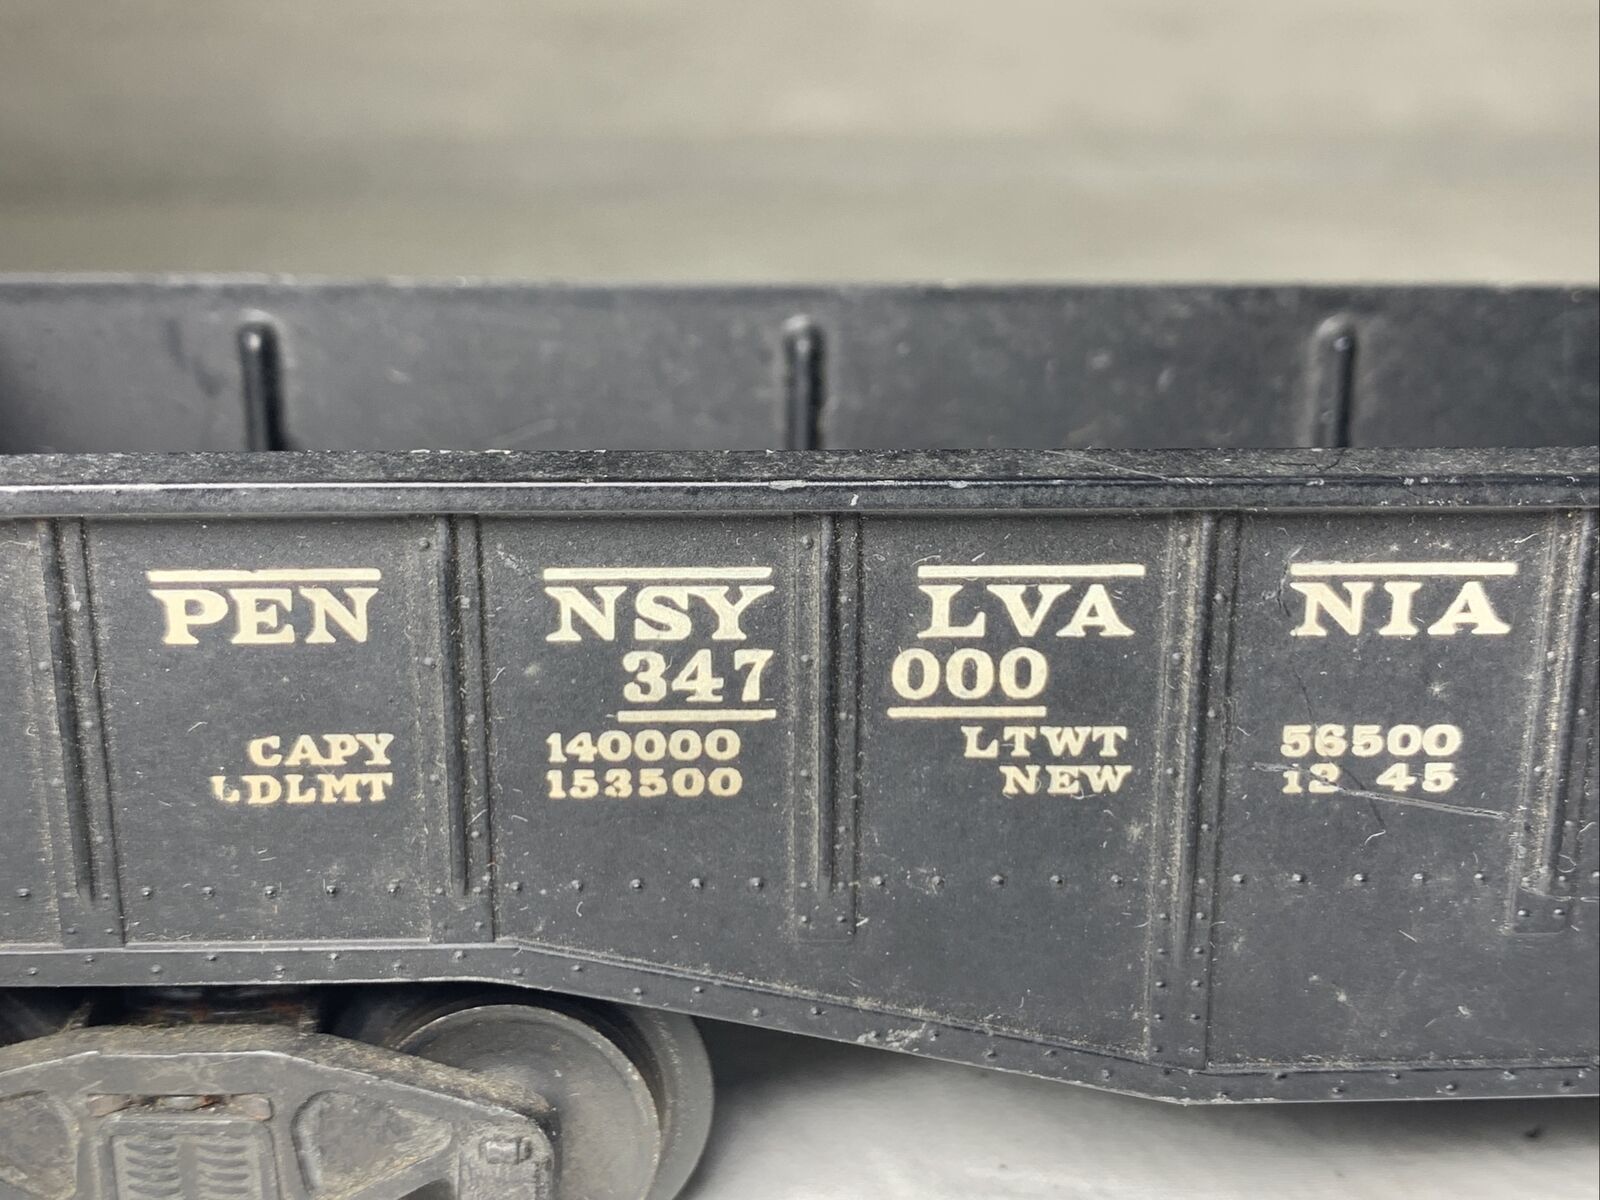 PEN NSY LVA NIA
347 000
CAPY 140000 LTWT 56500
LDLMT 153500 NEW 12 45